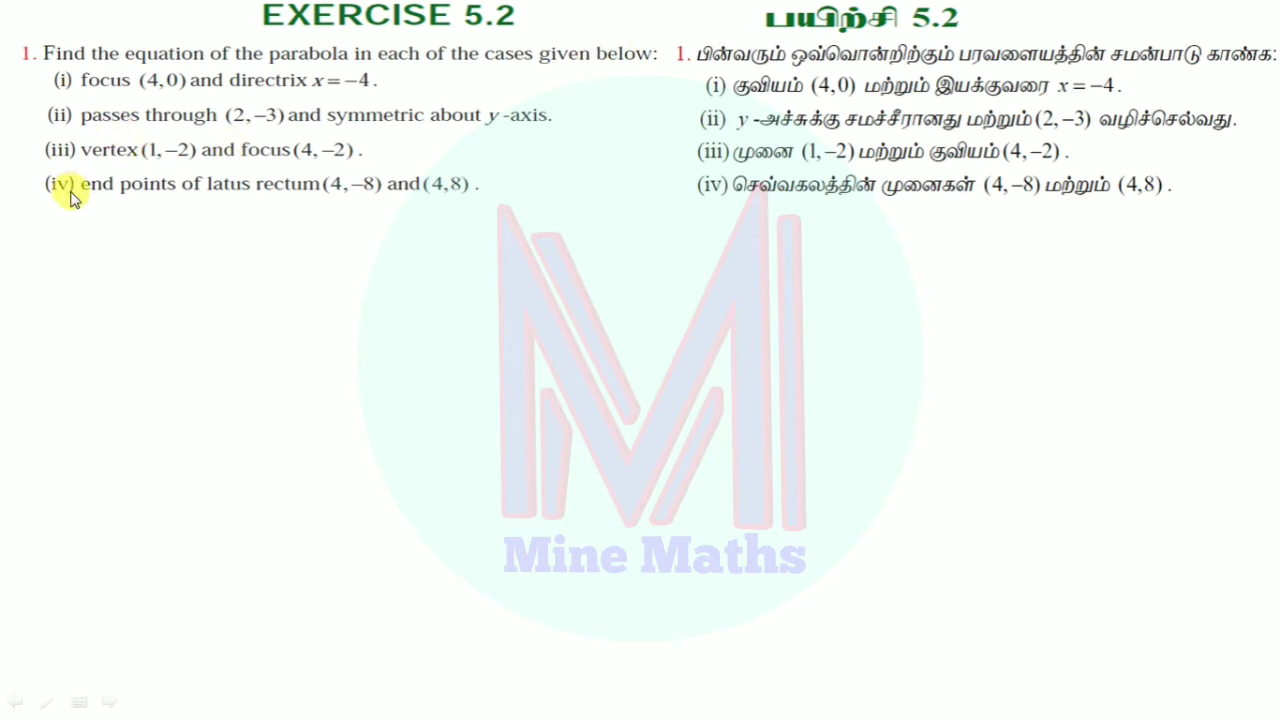 EXERCISE 5.2
1. Find the equation of the parabola in each of the cases given below:
(i) focus (4,0) and directrix x = −4 .
(ii) passes through (2,−3) and symmetric about y -axis.
(iii) vertex (1,−2) and focus (4,−2) .
(iv) end points of latus rectum (4,−8) and (4,8) .
பயிற்சி 5.2
1. பின்வரும் ஒவ்வொன்றிற்கும் பரவளையத்தின் சமன்பாடு காண்க:
(i) குவியம் (4,0) மற்றும் இயக்குவரை x = −4 .
(ii) y -அச்சுக்கு சமச்சீரானது மற்றும் (2,−3) வழிச்செல்வது.
(iii) முனை (1,−2) மற்றும் குவியம் (4,−2) .
(iv) செவ்வகலத்தின் முனைகள் (4,−8) மற்றும் (4,8) .
Mine Maths